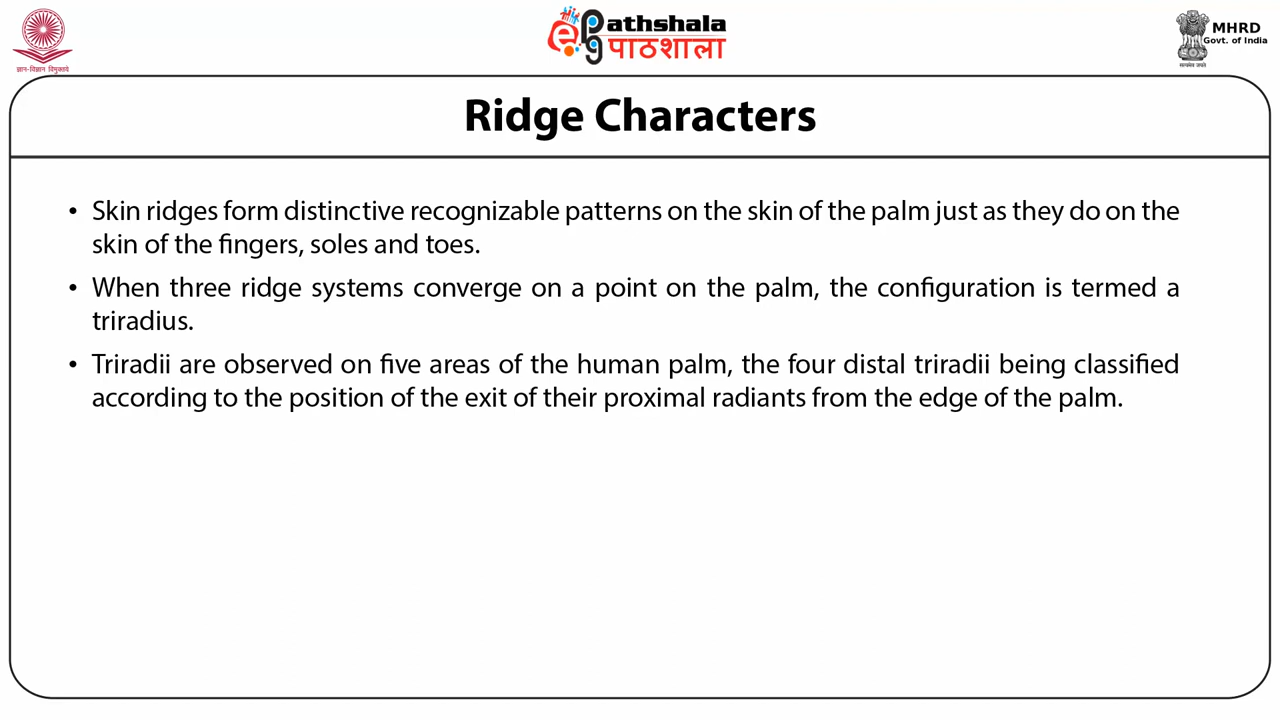 ज्ञान-विज्ञान विमुक्तये
ePathshala
पाठशाला
MHRD
Govt. of India
सत्यमेव जयते
Ridge Characters
• Skin ridges form distinctive recognizable patterns on the skin of the palm just as they do on the
skin of the fingers, soles and toes.
• When three ridge systems converge on a point on the palm, the configuration is termed a
triradius.
• Triradii are observed on five areas of the human palm, the four distal triradii being classified
according to the position of the exit of their proximal radiants from the edge of the palm.